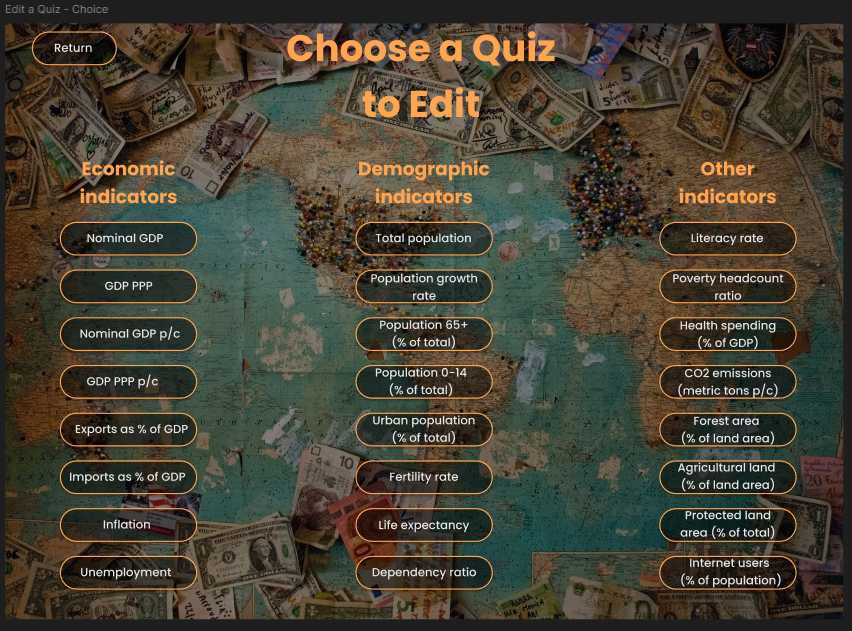 Edit a Quiz - Choice
Return
Choose a Quiz
to Edit
Economic
indicators
Nominal GDP
GDP PPP
Nominal GDP p/c
GDP PPP p/c
Exports as % of GDP
Imports as % of GDP
Inflation
Unemployment
Demographic
indicators
Total population
Population growth
rate
Population 65+
(% of total)
Population 0-14
(% of total)
Urban population
(% of total)
Fertility rate
Life expectancy
Dependency ratio
Other
indicators
Literacy rate
Poverty headcount
ratio
Health spending
(% of GDP)
CO2 emissions
(metric tons p/c)
Forest area
(% of land area)
Agricultural land
(% of land area)
Protected land
area (% of total)
Internet users
(% of population)
10
10
5
20